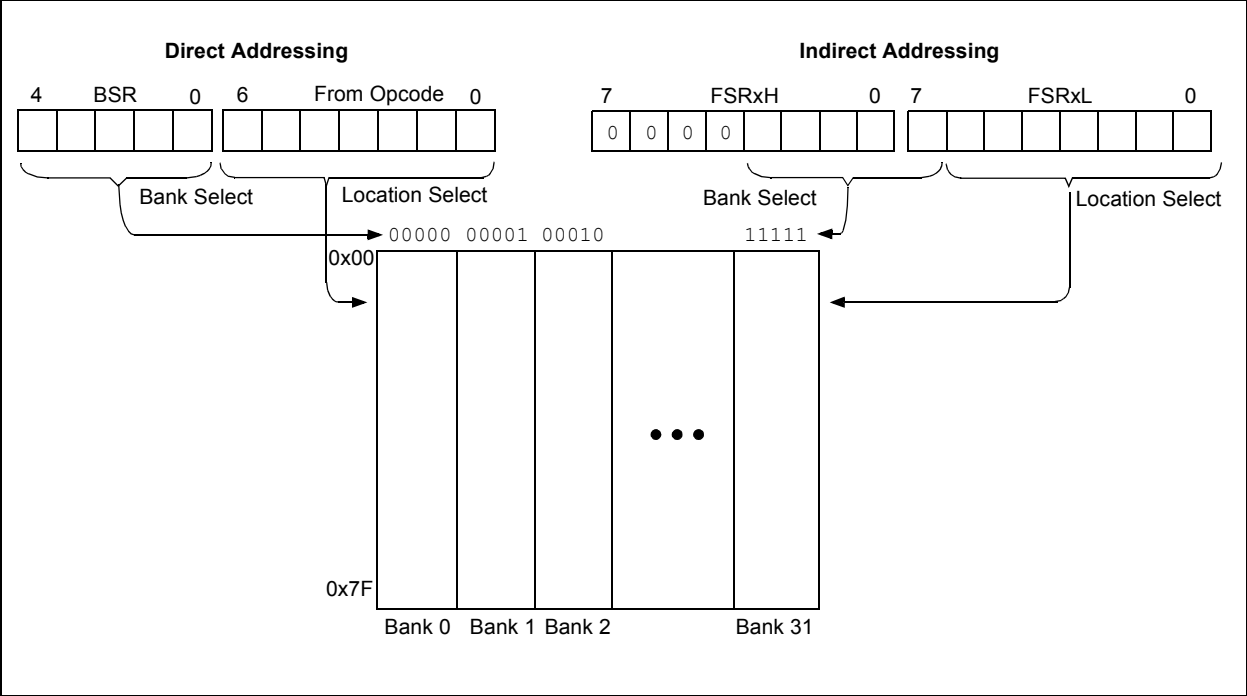 Direct Addressing
Indirect Addressing
4 BSR 0 6 From Opcode 0
7 FSRxH 0 7 FSRxL 0
0 0 0 0
Bank Select
Location Select
Bank Select
Location Select
00000 00001 00010 11111
0x00
0x7F
Bank 0 Bank 1 Bank 2 Bank 31